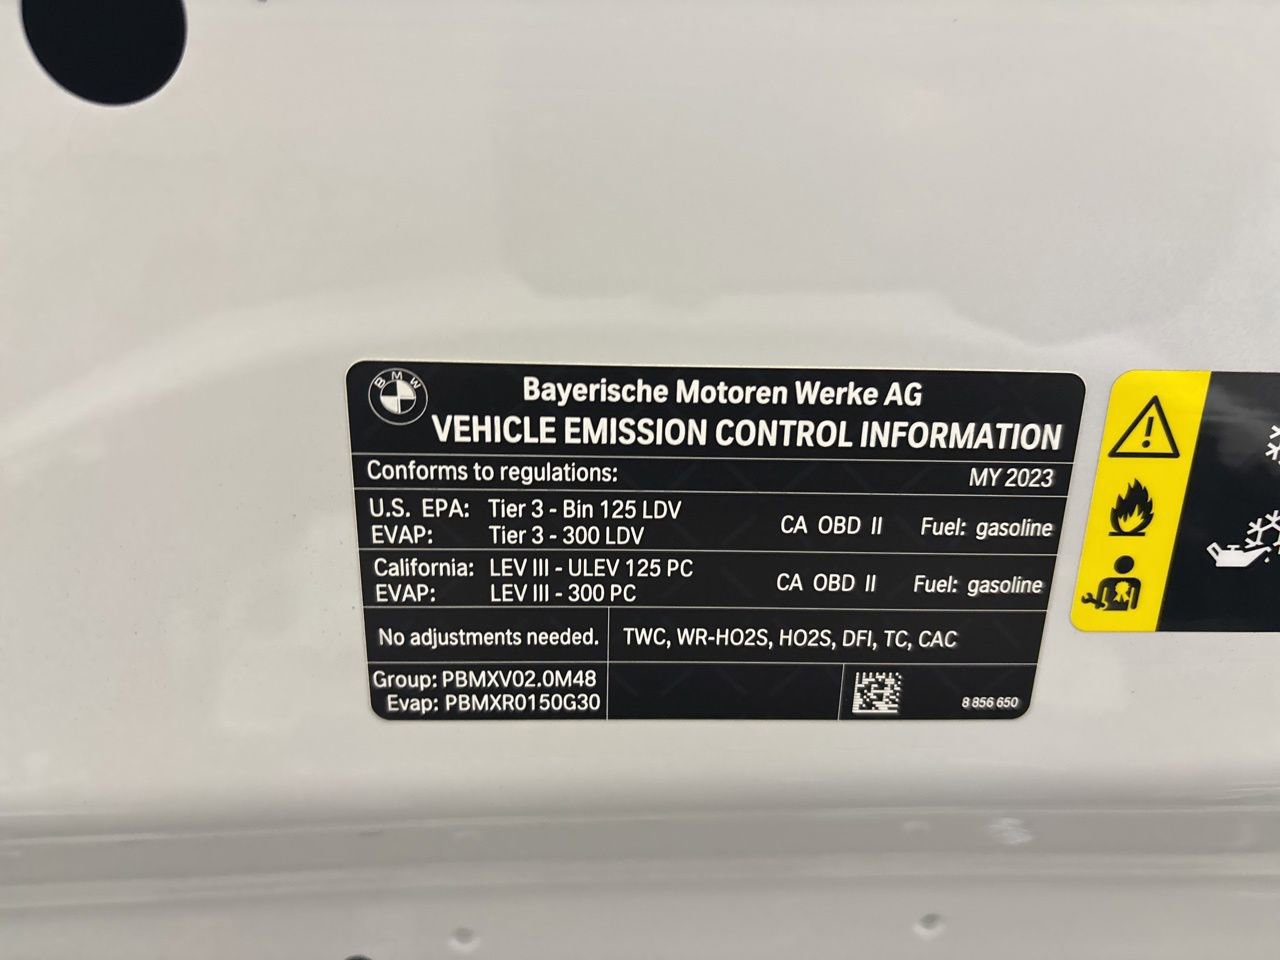 BMW
Bayerische Motoren Werke AG
VEHICLE EMISSION CONTROL INFORMATION
Conforms to regulations: MY 2023
U.S. EPA: Tier 3 - Bin 125 LDV
EVAP: Tier 3 - 300 LDV
CA OBD II Fuel: gasoline
California: LEV III - ULEV 125 PC
EVAP: LEV III - 300 PC
CA OBD II Fuel: gasoline
No adjustments needed. TWC, WR-HO2S, HO2S, DFI, TC, CAC
Group: PBMXV02.0M48
Evap: PBMXR0150G30
8 856 650